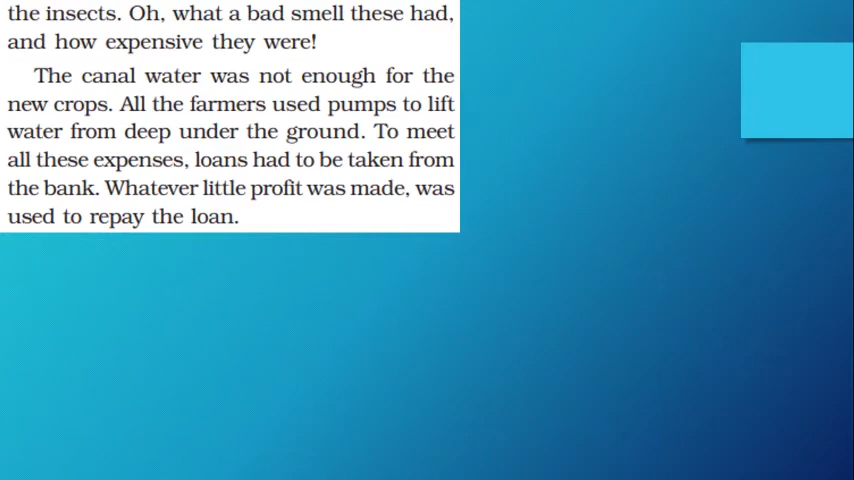 the insects. Oh, what a bad smell these had,
and how expensive they were!
The canal water was not enough for the
new crops. All the farmers used pumps to lift
water from deep under the ground. To meet
all these expenses, loans had to be taken from
the bank. Whatever little profit was made, was
used to repay the loan.